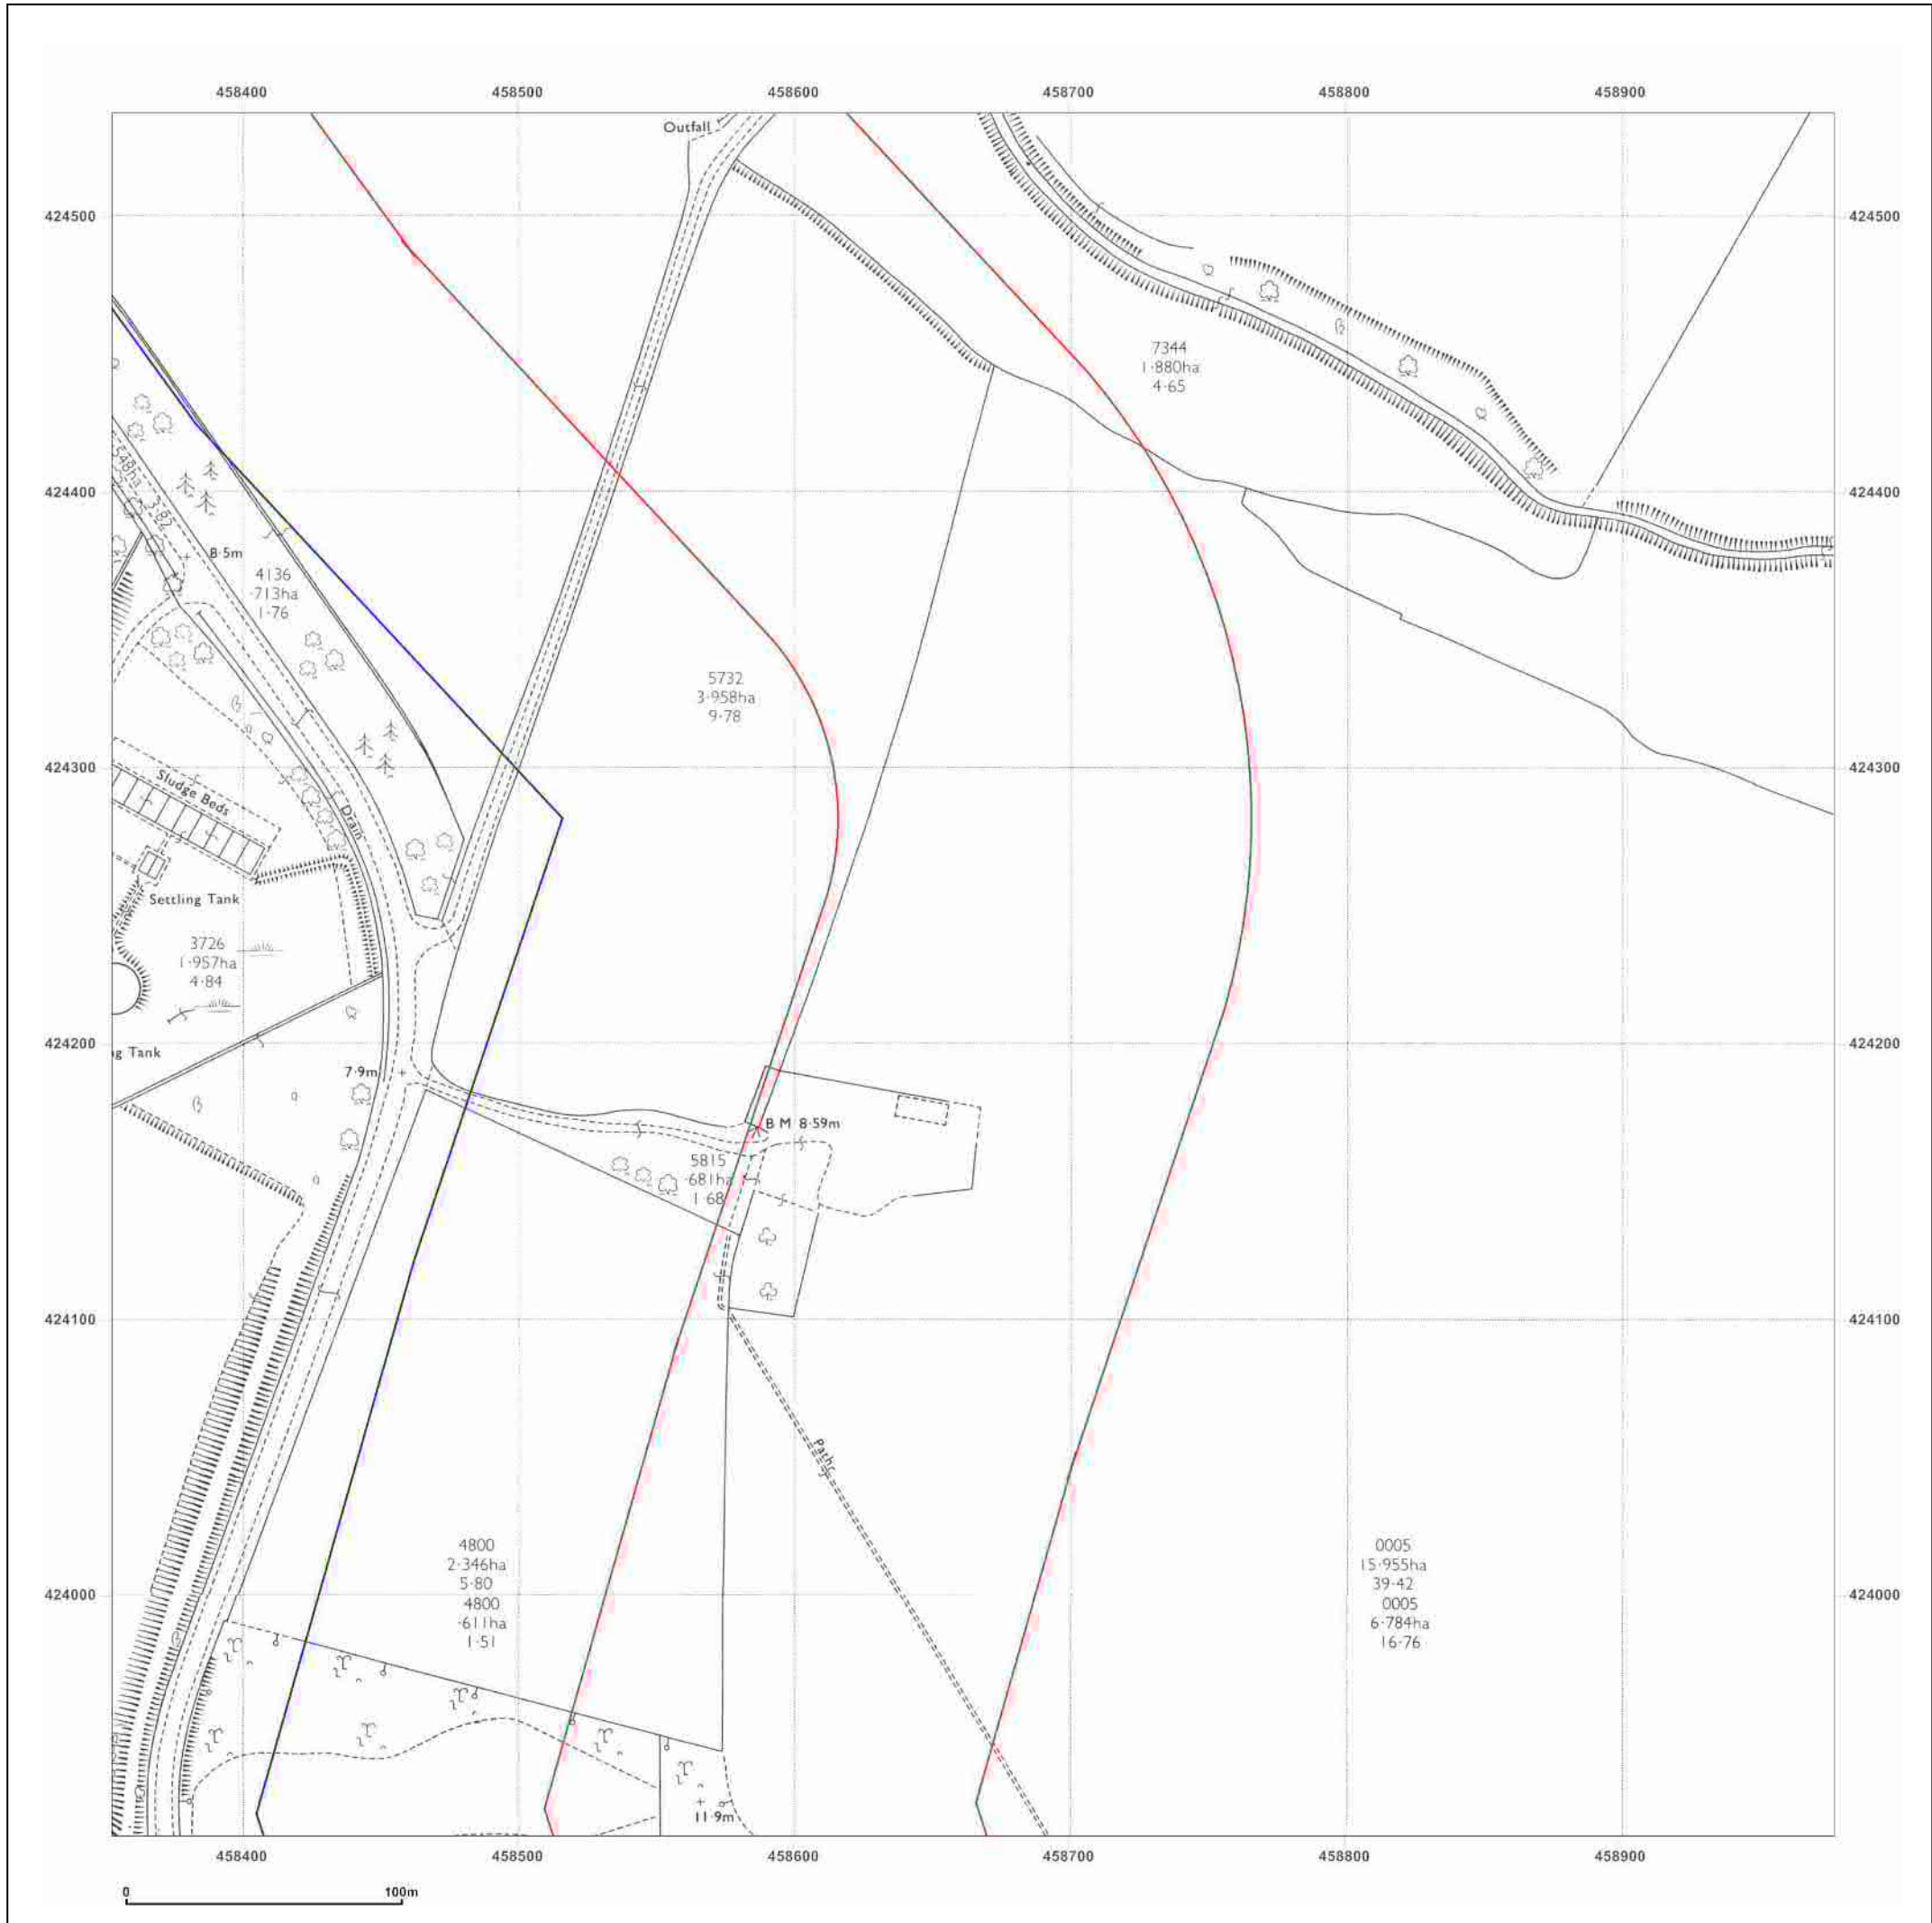 458400 458500 458600 458700 458800 458900
Outfall
424500 424500
7344
1·880ha
4·65
424400 424400
·548ha
3·82
8·5m
4136
·713ha
1·76
5732
3·958ha
9·78
424300 424300
Sludge Beds
Drain
Settling Tank
3726
1·957ha
4·84
424200 424200
g Tank
7·9m
B M 8·59m
5815
·681ha
1·68
424100 424100
Path
4800
2·346ha
5·80
4800
·611ha
1·51
0005
15·955ha
39·42
0005
6·784ha
16·76
424000 424000
11·9m
458400 458500 458600 458700 458800 458900
0 100m